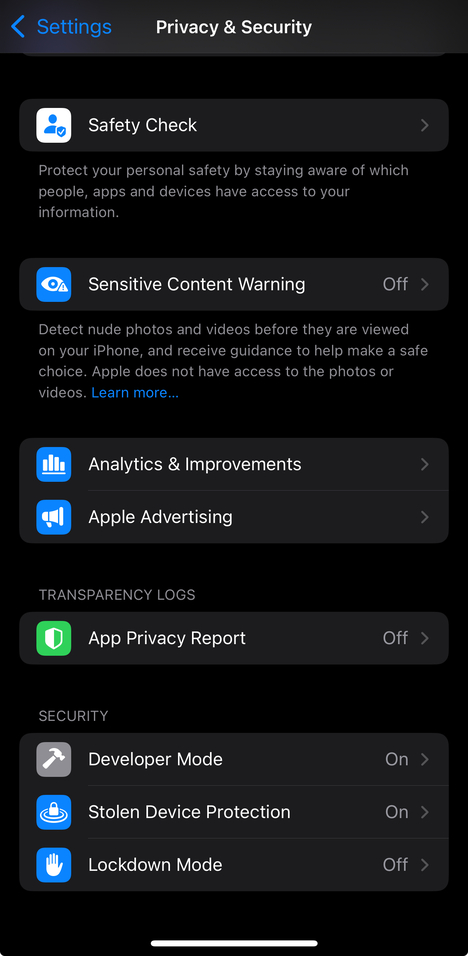 Settings
Privacy & Security
Safety Check
Protect your personal safety by staying aware of which
people, apps and devices have access to your
information.
Sensitive Content Warning Off
Detect nude photos and videos before they are viewed
on your iPhone, and receive guidance to help make a safe
choice. Apple does not have access to the photos or
videos. Learn more...
Analytics & Improvements
Apple Advertising
TRANSPARENCY LOGS
App Privacy Report Off
SECURITY
Developer Mode On
Stolen Device Protection On
Lockdown Mode Off